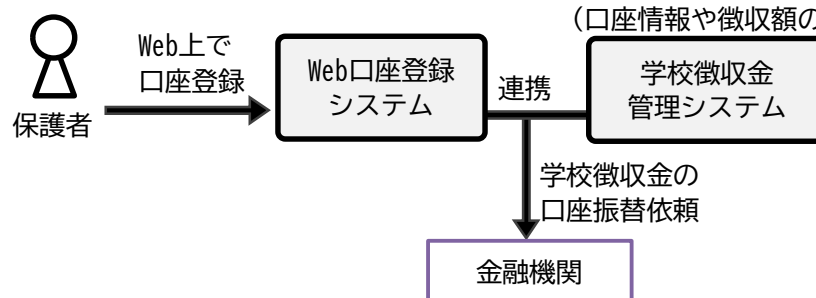 （口座情報や徴収額の
Web上で
口座登録
保護者
Web口座登録
システム
連携
学校徴収金
管理システム
学校徴収金の
口座振替依頼
金融機関